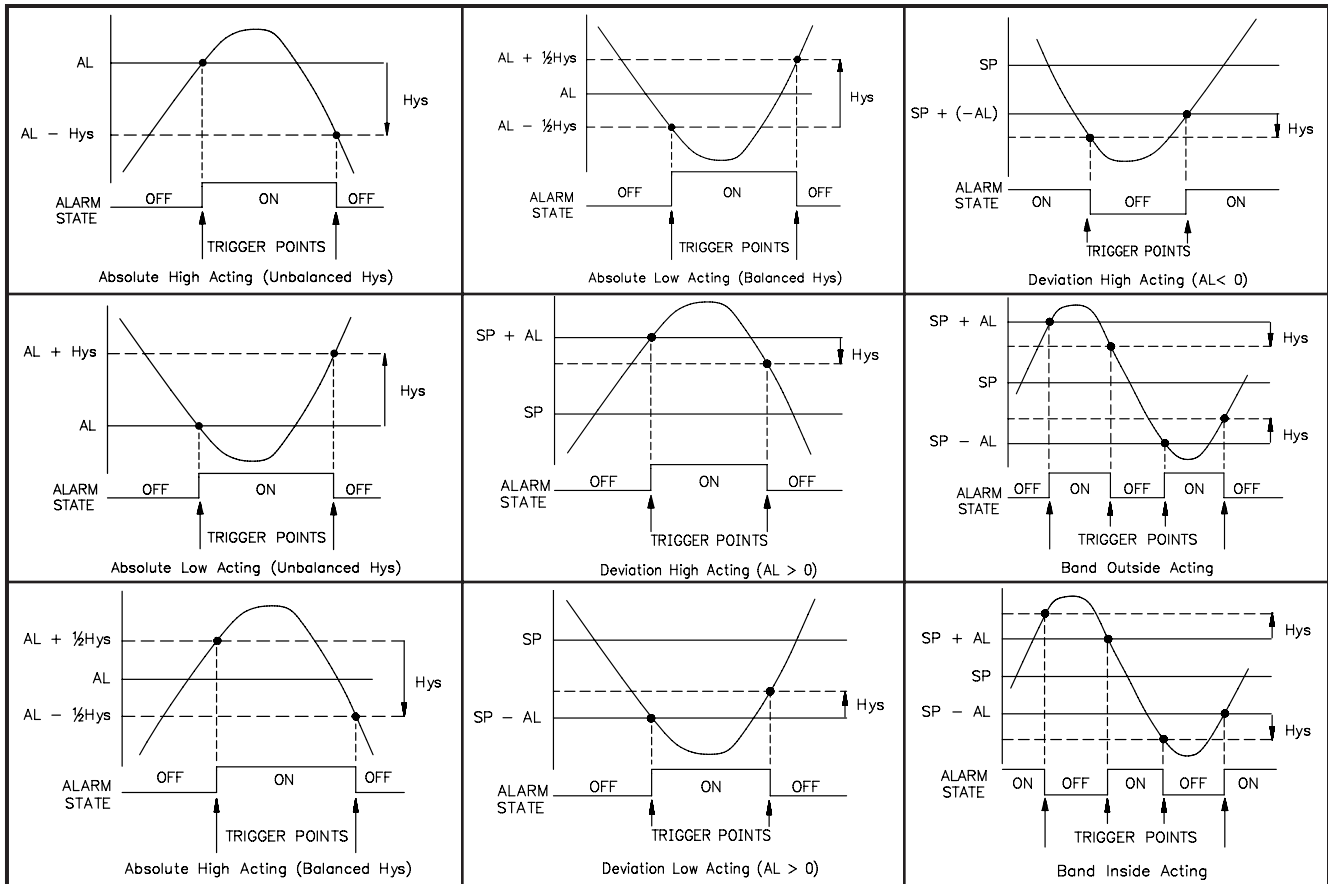 AL
AL - Hys
Hys
ALARM STATE
OFF
ON
OFF
TRIGGER POINTS
Absolute High Acting (Unbalanced Hys)
AL + ½Hys
AL
AL - ½Hys
Hys
ALARM STATE
OFF
ON
OFF
TRIGGER POINTS
Absolute Low Acting (Balanced Hys)
SP
SP + (-AL)
Hys
ALARM STATE
ON
OFF
ON
TRIGGER POINTS
Deviation High Acting (AL< 0)
AL + Hys
AL
Hys
ALARM STATE
OFF
ON
OFF
TRIGGER POINTS
Absolute Low Acting (Unbalanced Hys)
SP + AL
SP
Hys
ALARM STATE
OFF
ON
OFF
TRIGGER POINTS
Deviation High Acting (AL > 0)
SP + AL
SP
SP - AL
Hys
Hys
ALARM STATE
OFF
ON
OFF
ON
OFF
TRIGGER POINTS
Band Outside Acting
AL + ½Hys
AL
AL - ½Hys
Hys
ALARM STATE
OFF
ON
OFF
TRIGGER POINTS
Absolute High Acting (Balanced Hys)
SP
SP - AL
Hys
ALARM STATE
OFF
ON
OFF
TRIGGER POINTS
Deviation Low Acting (AL > 0)
SP + AL
SP
SP - AL
Hys
Hys
ALARM STATE
ON
OFF
ON
OFF
ON
TRIGGER POINTS
Band Inside Acting